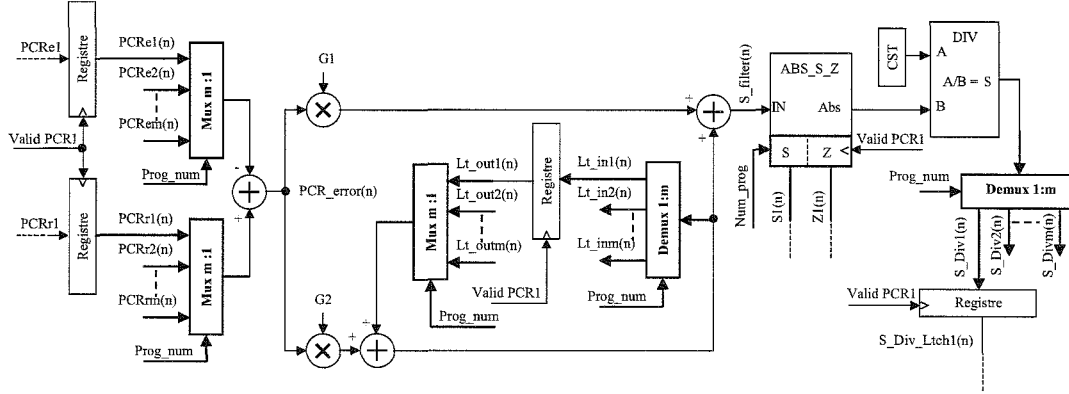 PCRe1
Registre
PCRe1(n)
PCRe2(n)
PCRem(n)
Mux m :1
Valid PCR1
Prog_num
PCRr1
Registre
PCRr1(n)
PCRr2(n)
PCRrm(n)
Mux m :1
Prog_num
-
+
+
PCR_error(n)
G1
×
G2
×
+
+
+
Lt_out1(n)
Lt_out2(n)
Lt_outm(n)
Mux m :1
Prog_num
Registre
Valid PCR1
Lt_in1(n)
Lt_in2(n)
Lt_inm(n)
Demux 1:m
Prog_num
+
+
+
S_filter(n)
ABS_S_Z
IN
Abs
S
Z
Num_prog
S1(n)
Z1(n)
Valid PCR1
CST
DIV
A
A/B = S
B
Prog_num
Demux 1:m
S_Div1(n)
S_Div2(n)
S_Divm(n)
Valid PCR1
Registre
S_Div_Ltch1(n)